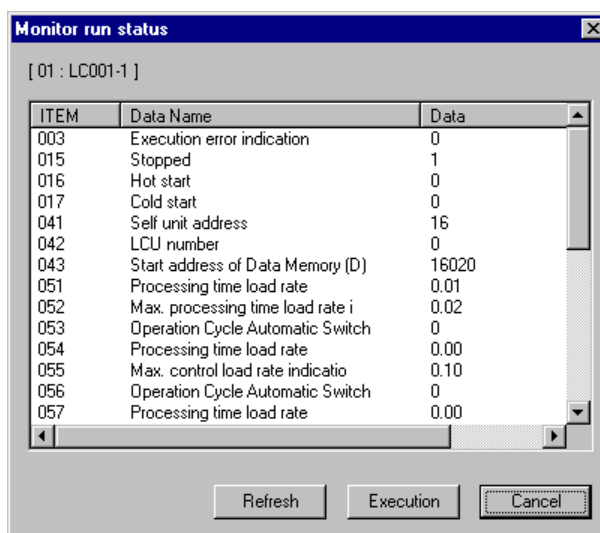 Monitor run status
[ 01 : LC001-1 ]
ITEM Data Name Data
003 Execution error indication 0
015 Stopped 1
016 Hot start 0
017 Cold start 0
041 Self unit address 16
042 LCU number 0
043 Start address of Data Memory (D) 16020
051 Processing time load rate 0.01
052 Max. processing time load rate i 0.02
053 Operation Cycle Automatic Switch 0
054 Processing time load rate 0.00
055 Max. control load rate indicatio 0.10
056 Operation Cycle Automatic Switch 0
057 Processing time load rate 0.00
Refresh Execution Cancel